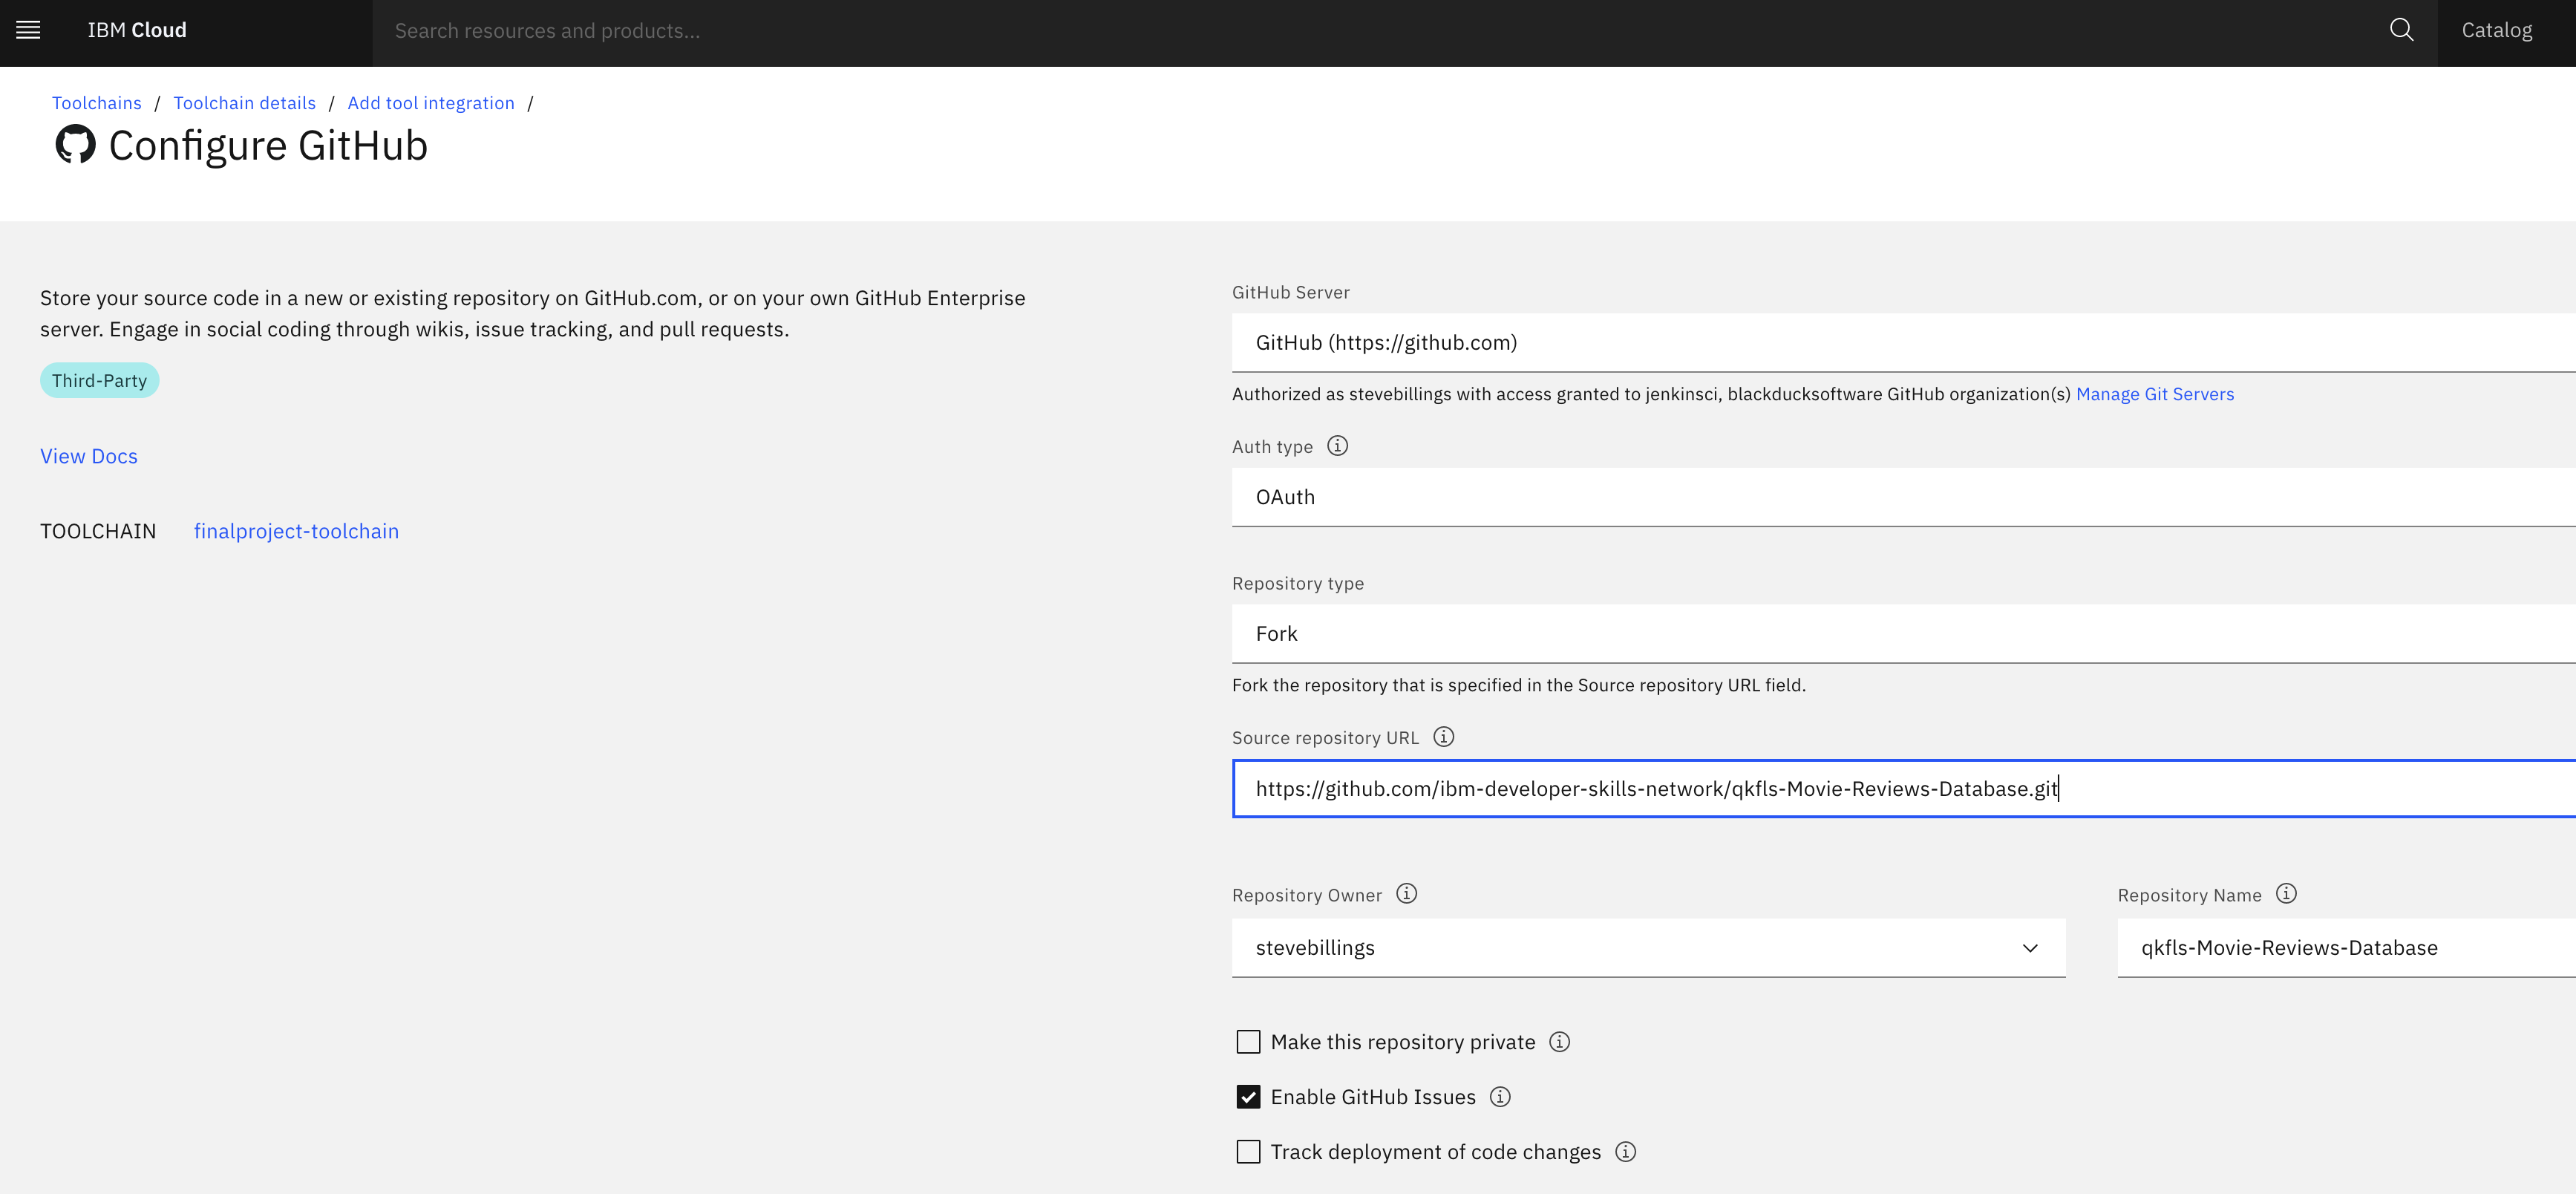 IBM Cloud
Search resources and products...
Catalog
Toolchains / Toolchain details / Add tool integration /
Configure GitHub
Store your source code in a new or existing repository on GitHub.com, or on your own GitHub Enterprise
server. Engage in social coding through wikis, issue tracking, and pull requests.
Third-Party
View Docs
TOOLCHAIN finalproject-toolchain
GitHub Server
GitHub (https://github.com)
Authorized as stevebillings with access granted to jenkinsci, blackducksoftware GitHub organization(s) Manage Git Servers
Auth type
OAuth
Repository type
Fork
Fork the repository that is specified in the Source repository URL field.
Source repository URL
https://github.com/ibm-developer-skills-network/qkfls-Movie-Reviews-Database.git
Repository Owner
stevebillings
Repository Name
qkfls-Movie-Reviews-Database
Make this repository private
Enable GitHub Issues
Track deployment of code changes